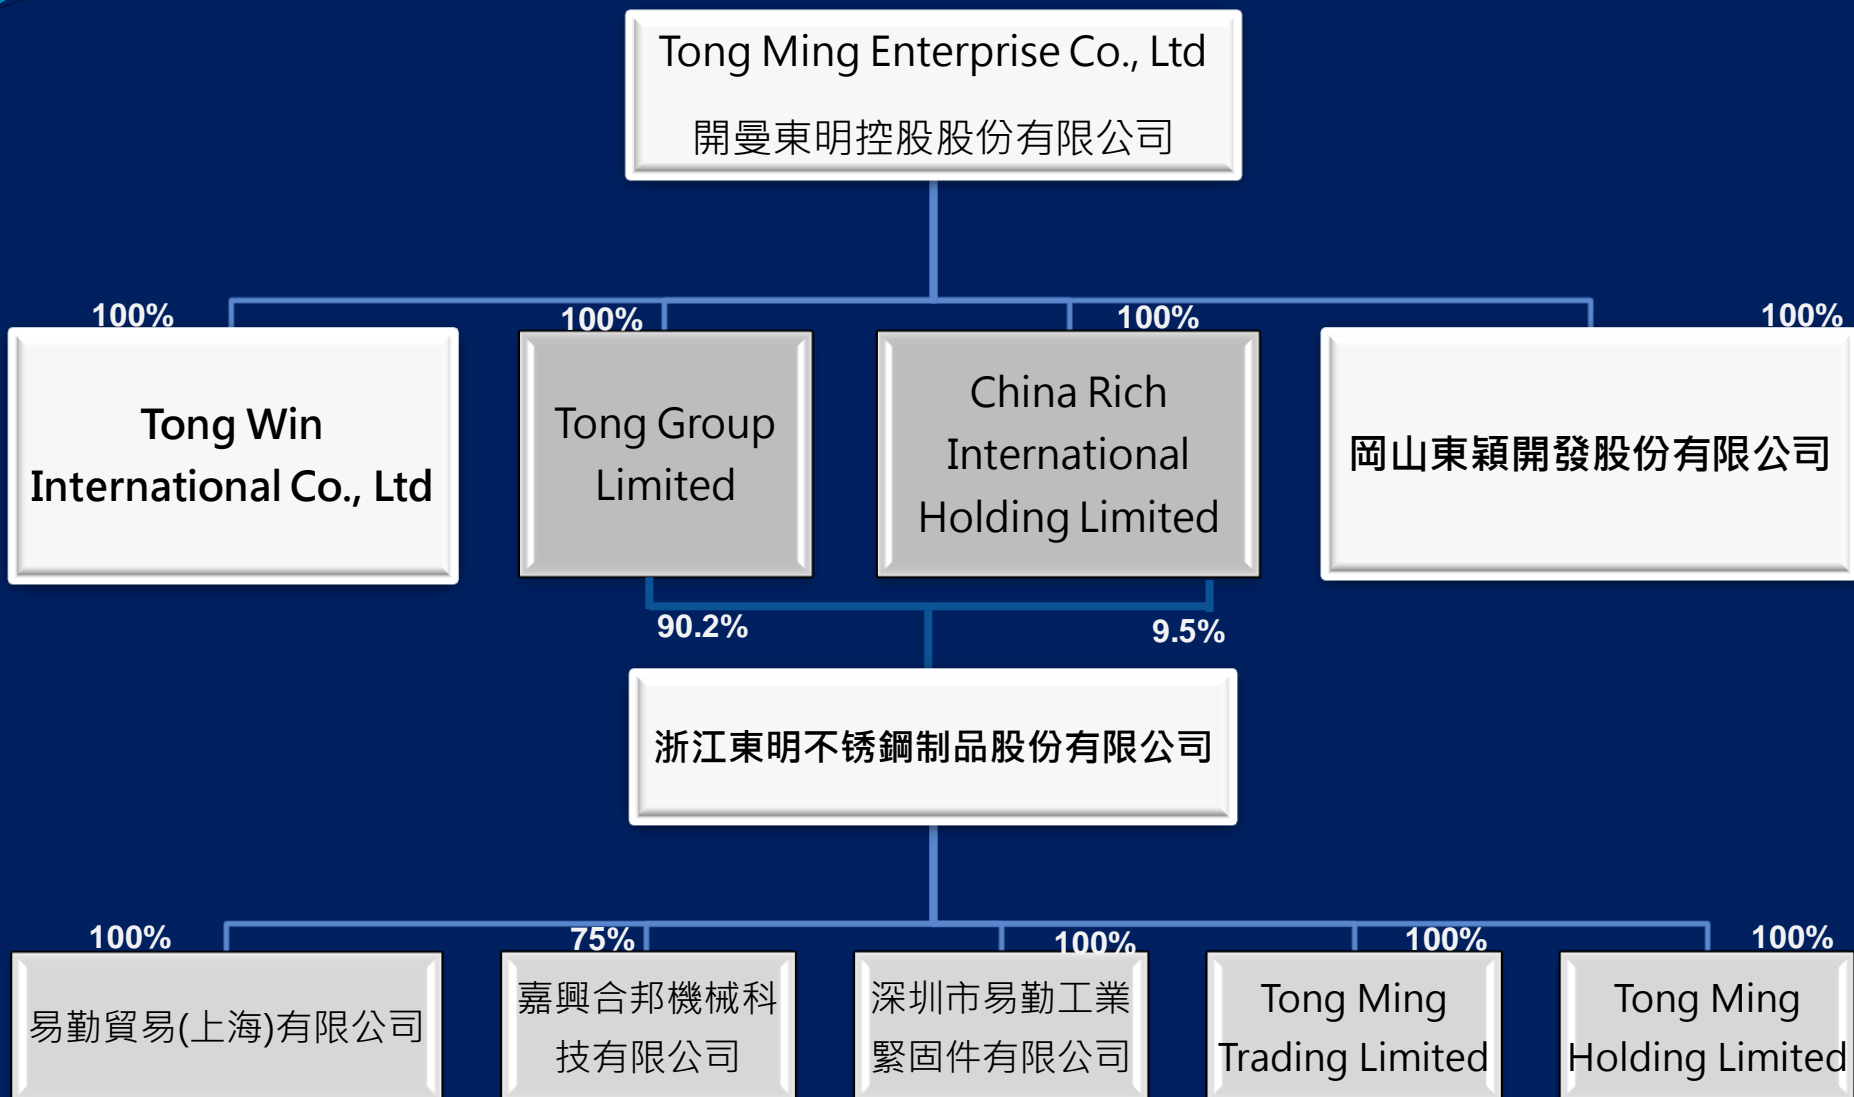 Tong Ming Enterprise Co., Ltd
開曼東明控股股份有限公司
100%
100%
100%
100%
Tong Win
International Co., Ltd
Tong Group
Limited
China Rich
International
Holding Limited
岡山東穎開發股份有限公司
90.2%
9.5%
浙江東明不锈鋼制品股份有限公司
100%
75%
100%
100%
100%
易勤貿易(上海)有限公司
嘉興合邦機械科
技有限公司
深圳市易勤工業
緊固件有限公司
Tong Ming
Trading Limited
Tong Ming
Holding Limited